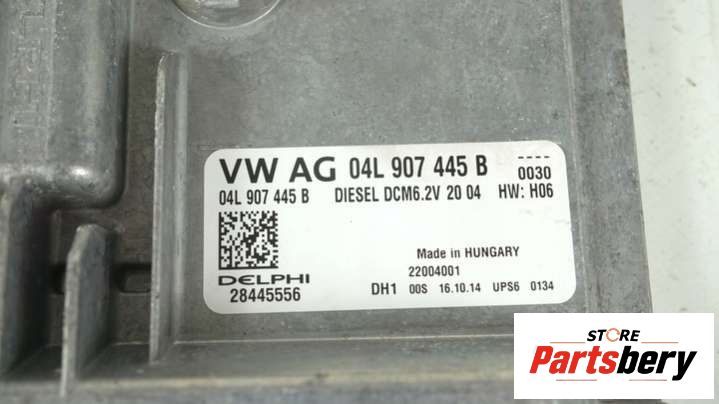 VW AG 04L 907 445 B ---- 0030
04L 907 445 B DIESEL DCM6.2V 20 04 HW: H06
Made in HUNGARY
22004001
DELPHI
28445556 DH1 00S 16.10.14 UPS6 0134
STORE
Partsbery